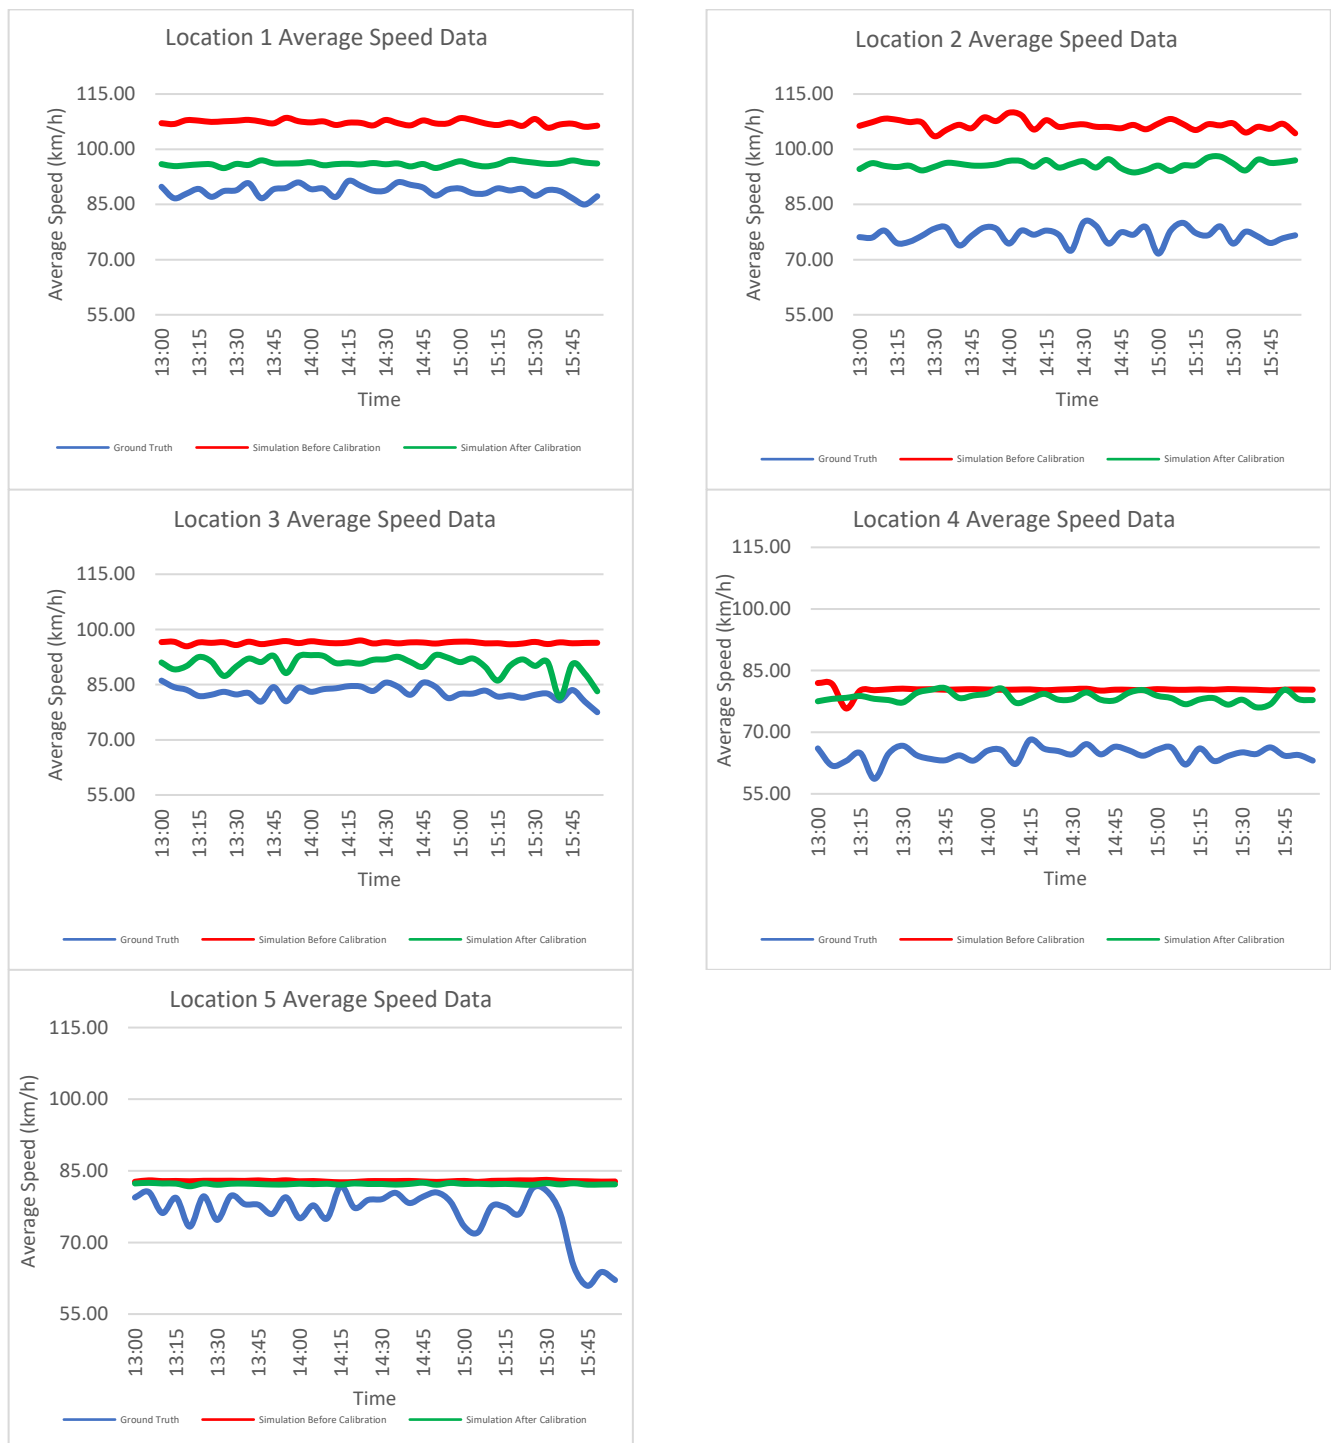 Location 1 Average Speed Data
Average Speed (km/h)
115.00
100.00
85.00
70.00
55.00
13:00 13:15 13:30 13:45 14:00 14:15 14:30 14:45 15:00 15:15 15:30 15:45
Time
Ground Truth Simulation Before Calibration Simulation After Calibration
Location 2 Average Speed Data
Average Speed (km/h)
115.00
100.00
85.00
70.00
55.00
13:00 13:15 13:30 13:45 14:00 14:15 14:30 14:45 15:00 15:15 15:30 15:45
Time
Ground Truth Simulation Before Calibration Simulation After Calibration
Location 3 Average Speed Data
Average Speed (km/h)
115.00
100.00
85.00
70.00
55.00
13:00 13:15 13:30 13:45 14:00 14:15 14:30 14:45 15:00 15:15 15:30 15:45
Time
Ground Truth Simulation Before Calibration Simulation After Calibration
Location 4 Average Speed Data
Average Speed (km/h)
115.00
100.00
85.00
70.00
55.00
13:00 13:15 13:30 13:45 14:00 14:15 14:30 14:45 15:00 15:15 15:30 15:45
Time
Ground Truth Simulation Before Calibration Simulation After Calibration
Location 5 Average Speed Data
Average Speed (km/h)
115.00
100.00
85.00
70.00
55.00
13:00 13:15 13:30 13:45 14:00 14:15 14:30 14:45 15:00 15:15 15:30 15:45
Time
Ground Truth Simulation Before Calibration Simulation After Calibration